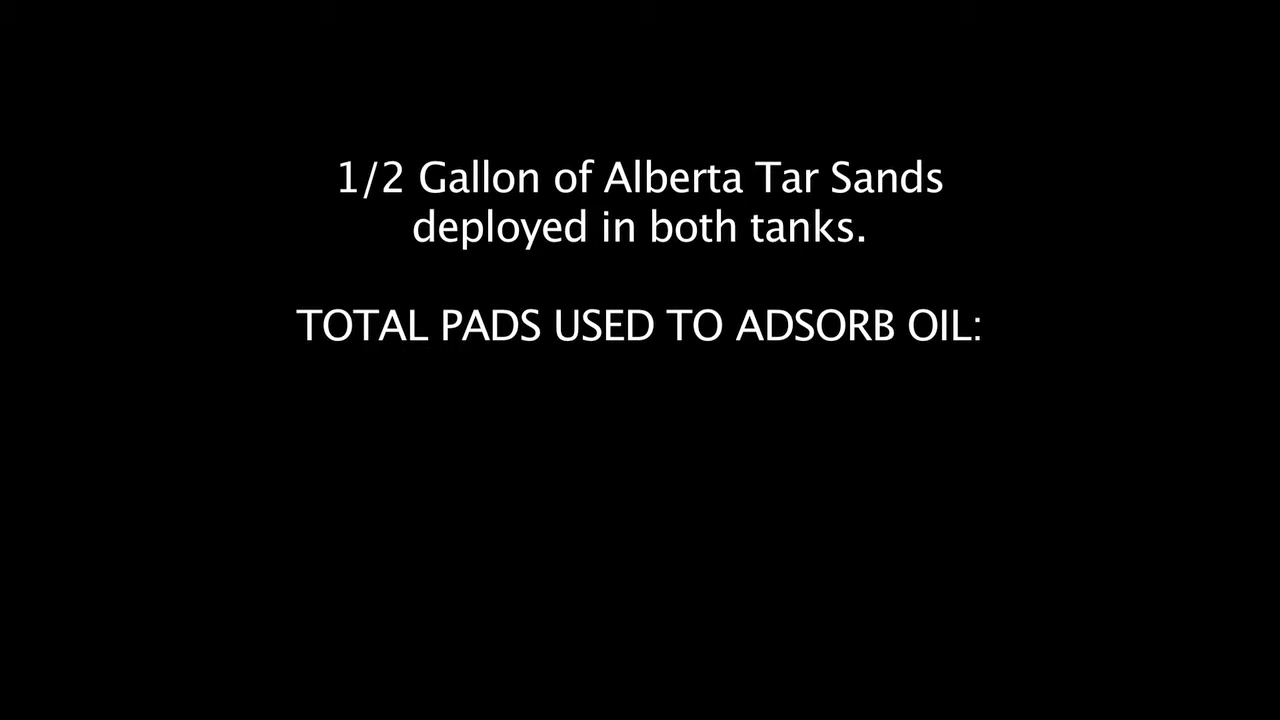 1/2 Gallon of Alberta Tar Sands
deployed in both tanks.
TOTAL PADS USED TO ADSORB OIL: